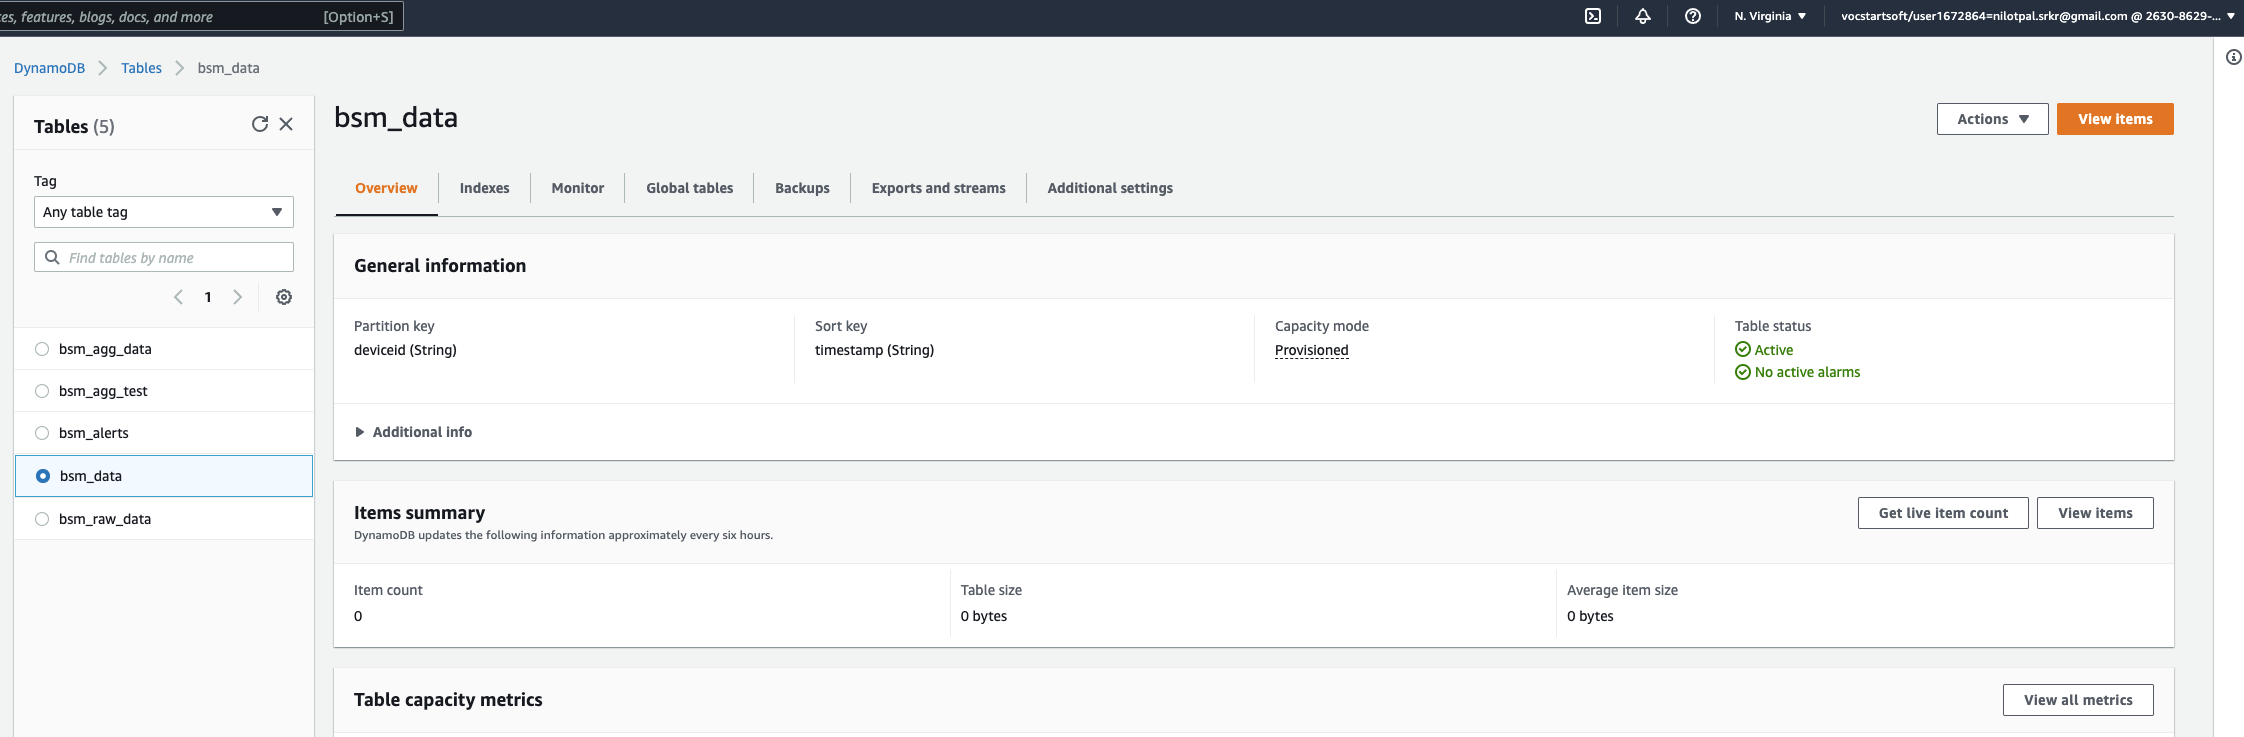 es, features, blogs, docs, and more [Option+S] N. Virginia vocstartsoft/user1672864=nilotpal.srkr@gmail.com @ 2630-8629-...
DynamoDB Tables bsm_data
Tables (5)
Tag
Any table tag
Find tables by name
1
bsm_agg_data
bsm_agg_test
bsm_alerts
bsm_data
bsm_raw_data
bsm_data
Actions View items
Overview Indexes Monitor Global tables Backups Exports and streams Additional settings
General information
Partition key
deviceid (String)
Sort key
timestamp (String)
Capacity mode
Provisioned
Table status
Active
No active alarms
Additional info
Items summary
DynamoDB updates the following information approximately every six hours.
Get live item count View items
Item count
0
Table size
0 bytes
Average item size
0 bytes
Table capacity metrics
View all metrics